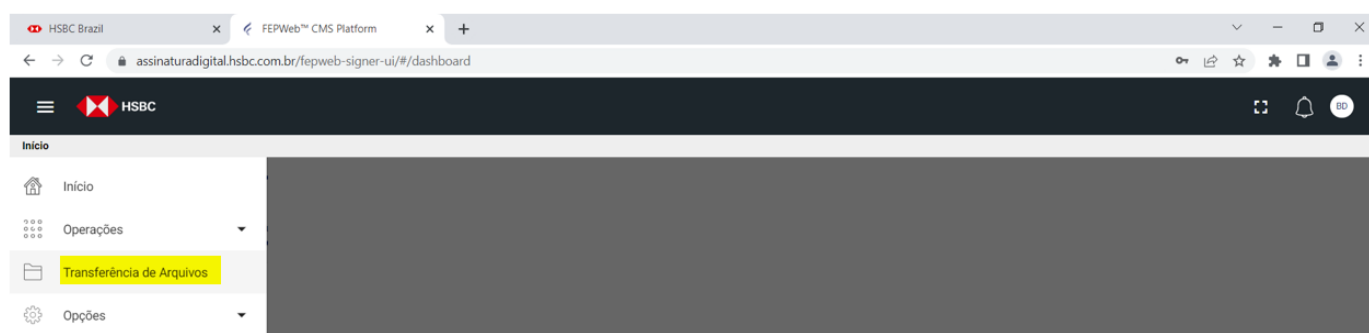 HSBC Brazil
FEPWeb™ CMS Platform
assinaturadigital.hsbc.com.br/fepweb-signer-ui/#/dashboard
HSBC
BD
Início
Início
Operações
Transferência de Arquivos
Opções